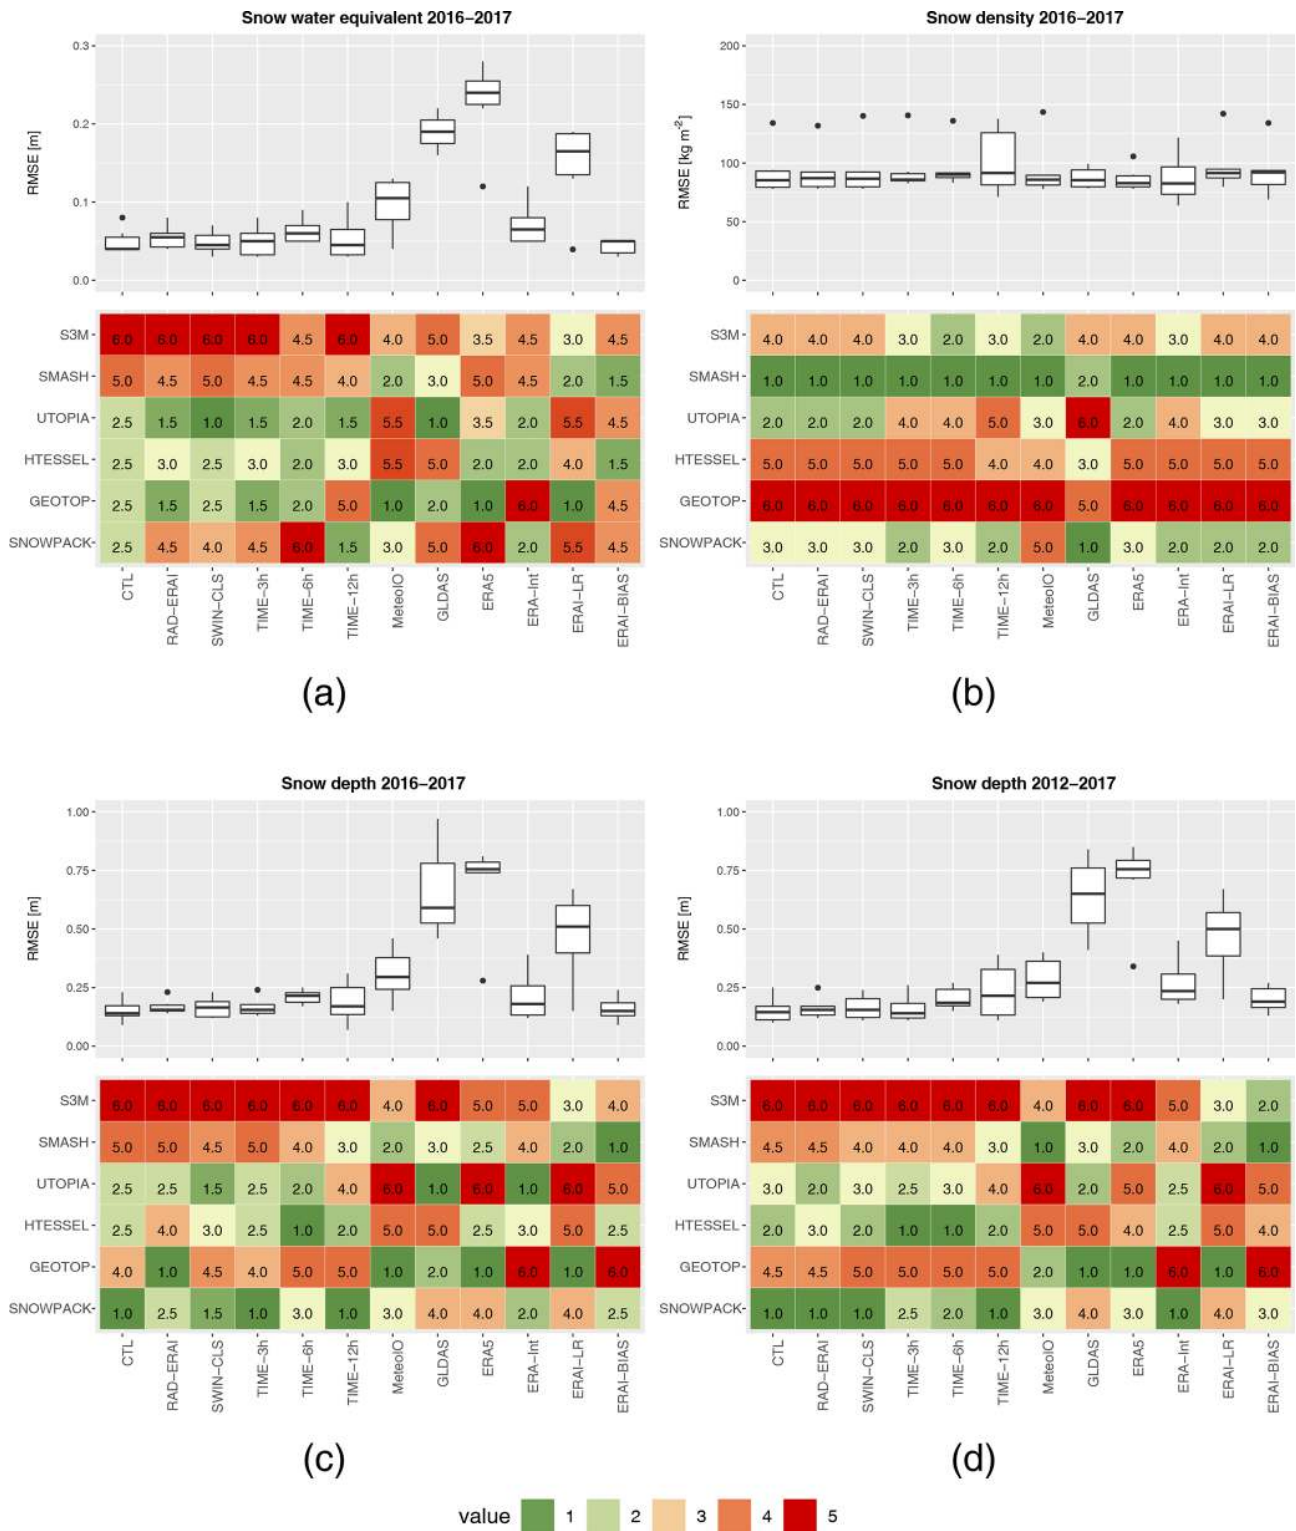 Snow water equivalent 2016−2017
0.3
0.2
0.1
0.0
RMSE [m]
S3M 6.0 6.0 6.0 6.0 4.5 6.0 4.0 5.0 3.5 4.5 3.0 4.5
SMASH 5.0 4.5 5.0 4.5 4.5 4.0 2.0 3.0 5.0 4.5 2.0 1.5
UTOPIA 2.5 1.5 1.0 1.5 2.0 1.5 5.5 1.0 3.5 2.0 5.5 4.5
HTESSEL 2.5 3.0 2.5 3.0 2.0 3.0 5.5 5.0 2.0 2.0 4.0 1.5
GEOTOP 2.5 1.5 2.5 1.5 2.0 5.0 1.0 2.0 1.0 6.0 1.0 4.5
SNOWPACK 2.5 4.5 4.0 4.5 6.0 1.5 3.0 5.0 6.0 2.0 5.5 4.5
CTL RAD−ERAI SWIN−CLS TIME−3h TIME−6h TIME−12h MeteoIO GLDAS ERA5 ERA−Int ERAI−LR ERAI−BIAS
(a)
Snow density 2016−2017
200
150
100
50
0
RMSE [kg m⁻²]
S3M 4.0 4.0 4.0 3.0 2.0 3.0 2.0 4.0 4.0 3.0 4.0 4.0
SMASH 1.0 1.0 1.0 1.0 1.0 1.0 1.0 2.0 1.0 1.0 1.0 1.0
UTOPIA 2.0 2.0 2.0 4.0 4.0 5.0 3.0 6.0 2.0 4.0 3.0 3.0
HTESSEL 5.0 5.0 5.0 5.0 5.0 4.0 4.0 3.0 5.0 5.0 5.0 5.0
GEOTOP 6.0 6.0 6.0 6.0 6.0 6.0 6.0 5.0 6.0 6.0 6.0 6.0
SNOWPACK 3.0 3.0 3.0 2.0 3.0 2.0 5.0 1.0 3.0 2.0 2.0 2.0
CTL RAD−ERAI SWIN−CLS TIME−3h TIME−6h TIME−12h MeteoIO GLDAS ERA5 ERA−Int ERAI−LR ERAI−BIAS
(b)
Snow depth 2016−2017
1.00
0.75
0.50
0.25
0.00
RMSE [m]
S3M 6.0 6.0 6.0 6.0 6.0 6.0 4.0 6.0 5.0 5.0 3.0 4.0
SMASH 5.0 5.0 4.5 5.0 4.0 3.0 2.0 3.0 2.5 4.0 2.0 1.0
UTOPIA 2.5 2.5 1.5 2.5 2.0 4.0 6.0 1.0 6.0 1.0 6.0 5.0
HTESSEL 2.5 4.0 3.0 2.5 1.0 2.0 5.0 5.0 2.5 3.0 5.0 2.5
GEOTOP 4.0 1.0 4.5 4.0 5.0 5.0 1.0 2.0 1.0 6.0 1.0 6.0
SNOWPACK 1.0 2.5 1.5 1.0 3.0 1.0 3.0 4.0 4.0 2.0 4.0 2.5
CTL RAD−ERAI SWIN−CLS TIME−3h TIME−6h TIME−12h MeteoIO GLDAS ERA5 ERA−Int ERAI−LR ERAI−BIAS
(c)
Snow depth 2012−2017
1.00
0.75
0.50
0.25
0.00
RMSE [m]
S3M 6.0 6.0 6.0 6.0 6.0 6.0 4.0 6.0 6.0 5.0 3.0 2.0
SMASH 4.5 4.5 4.0 4.0 4.0 3.0 1.0 3.0 2.0 4.0 2.0 1.0
UTOPIA 3.0 2.0 3.0 2.5 3.0 4.0 6.0 2.0 5.0 2.5 6.0 5.0
HTESSEL 2.0 3.0 2.0 1.0 1.0 2.0 5.0 5.0 4.0 2.5 5.0 4.0
GEOTOP 4.5 4.5 5.0 5.0 5.0 5.0 2.0 1.0 1.0 6.0 1.0 6.0
SNOWPACK 1.0 1.0 1.0 2.5 2.0 1.0 3.0 4.0 3.0 1.0 4.0 3.0
CTL RAD−ERAI SWIN−CLS TIME−3h TIME−6h TIME−12h MeteoIO GLDAS ERA5 ERA−Int ERAI−LR ERAI−BIAS
(d)
value 1 2 3 4 5